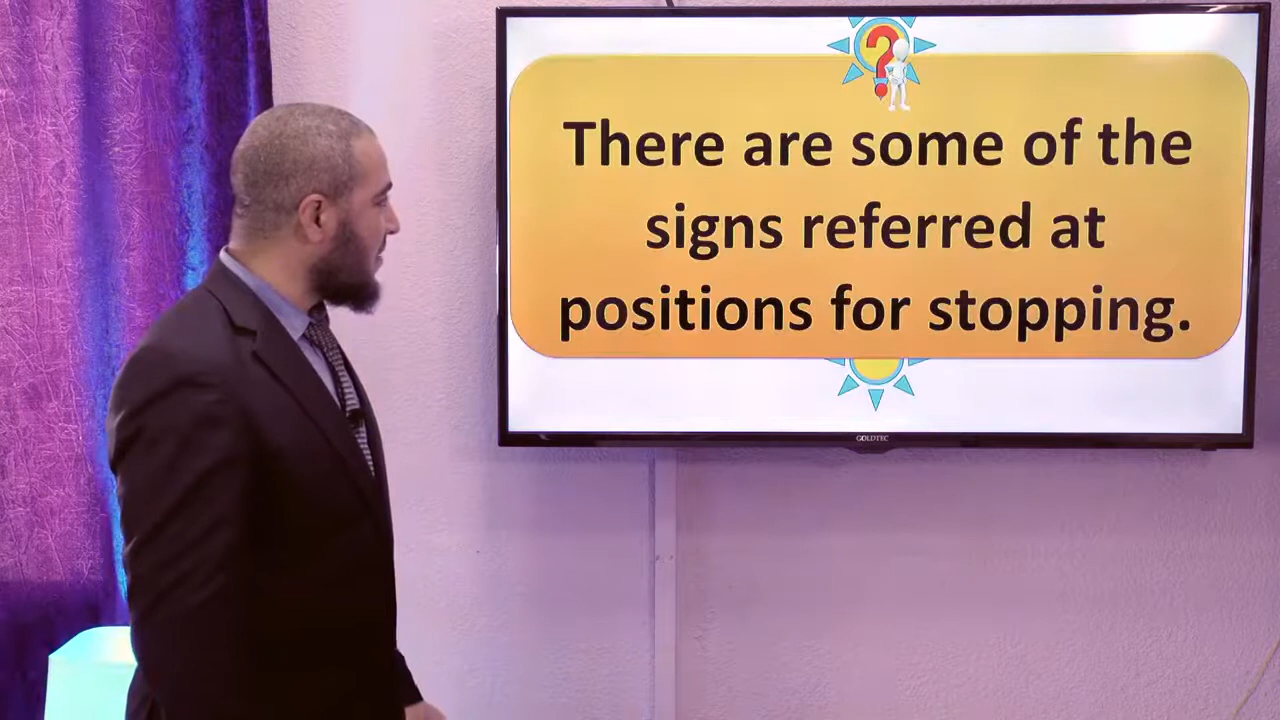 ?
There are some of the
signs referred at
positions for stopping.
GOLDTEC